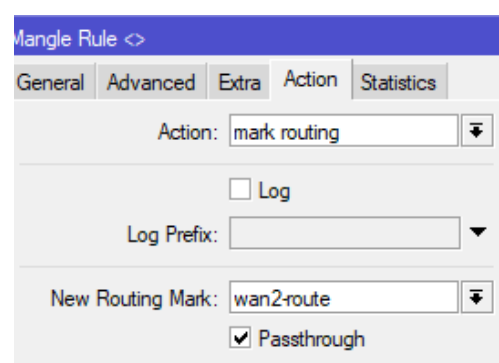 Mangle Rule <>
General Advanced Extra Action Statistics
Action: mark routing
Log
Log Prefix:
New Routing Mark: wan2-route
Passthrough